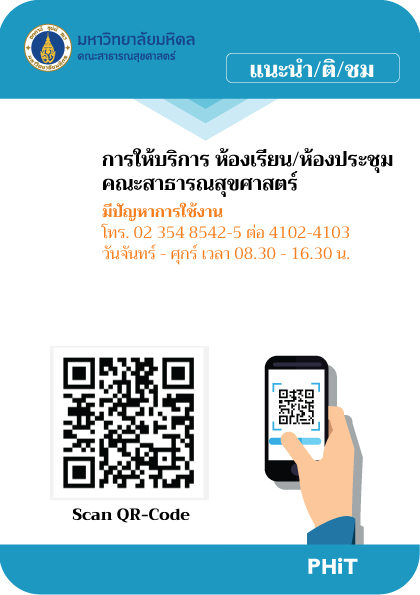 มหาวิทยาลัยมหิดล
คณะสาธารณสุขศาสตร์
แนะนำ/ติ/ชม
การให้บริการ ห้องเรียน/ห้องประชุม
คณะสาธารณสุขศาสตร์
มีปัญหาการใช้งาน
โทร. 02 354 8542-5 ต่อ 4102-4103
วันจันทร์ - ศุกร์ เวลา 08.30 - 16.30 น.
Scan QR-Code
PHiT